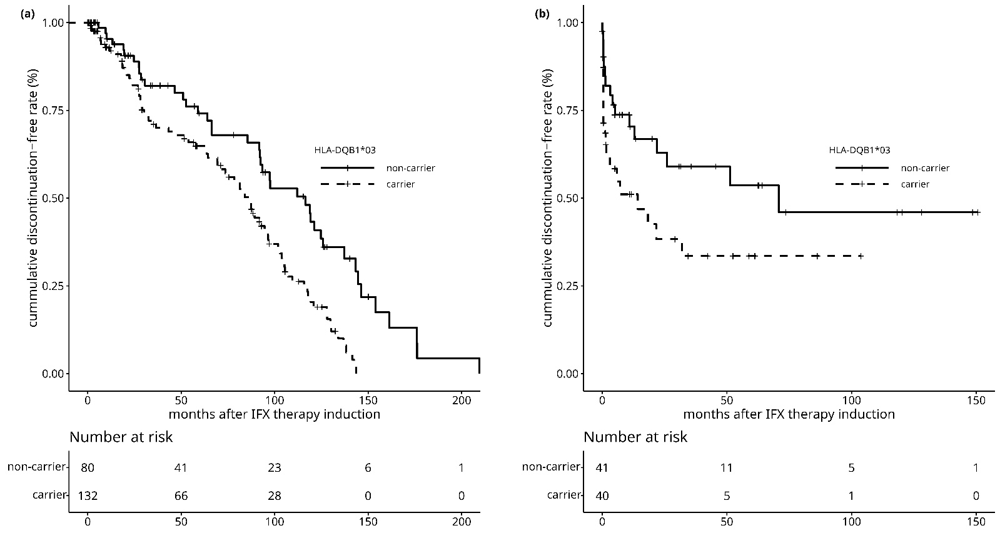 (a)
cummulative discontinuation−free rate (%)
1.00
0.75
0.50
0.25
0.00
HLA-DQB1*03
non-carrier
carrier
0 50 100 150 200
months after IFX therapy induction
Number at risk
non-carrier 80 41 23 6 1
carrier 132 66 28 0 0
0 50 100 150 200
(b)
cummulative discontinuation−free rate (%)
1.00
0.75
0.50
0.25
0.00
HLA-DQB1*03
non-carrier
carrier
0 50 100 150
months after IFX therapy induction
Number at risk
non-carrier 41 11 5 1
carrier 40 5 1 0
0 50 100 150